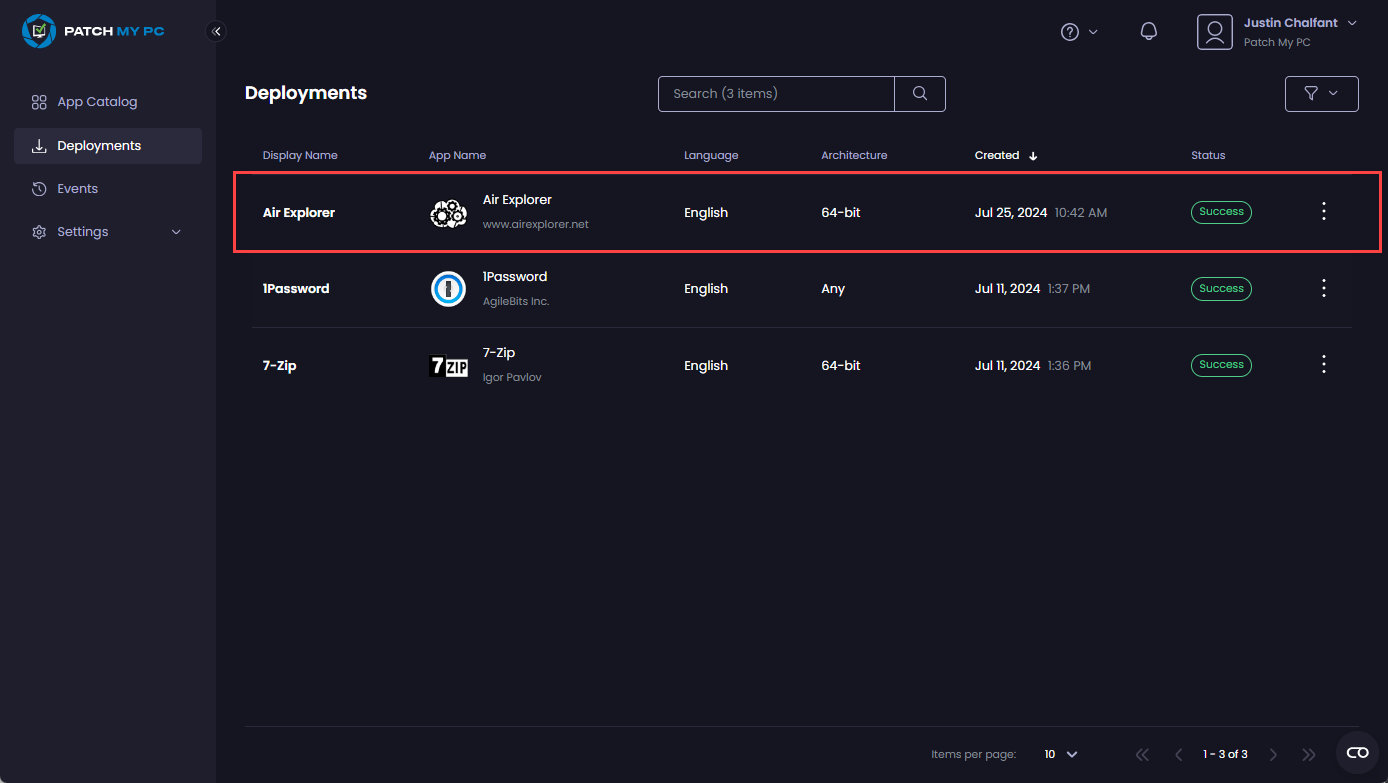 PATCH MY PC
Justin Chalfant
Patch My PC
App Catalog
Deployments
Events
Settings
Deployments
Search (3 items)
Display Name App Name Language Architecture Created Status
Air Explorer Air Explorer English 64-bit Jul 25, 2024 10:42 AM Success
www.airexplorer.net
1Password 1Password English Any Jul 11, 2024 1:37 PM Success
AgileBits Inc.
7-Zip 7 ZIP 7-Zip English 64-bit Jul 11, 2024 1:36 PM Success
Igor Pavlov
Items per page: 10 1 - 3 of 3